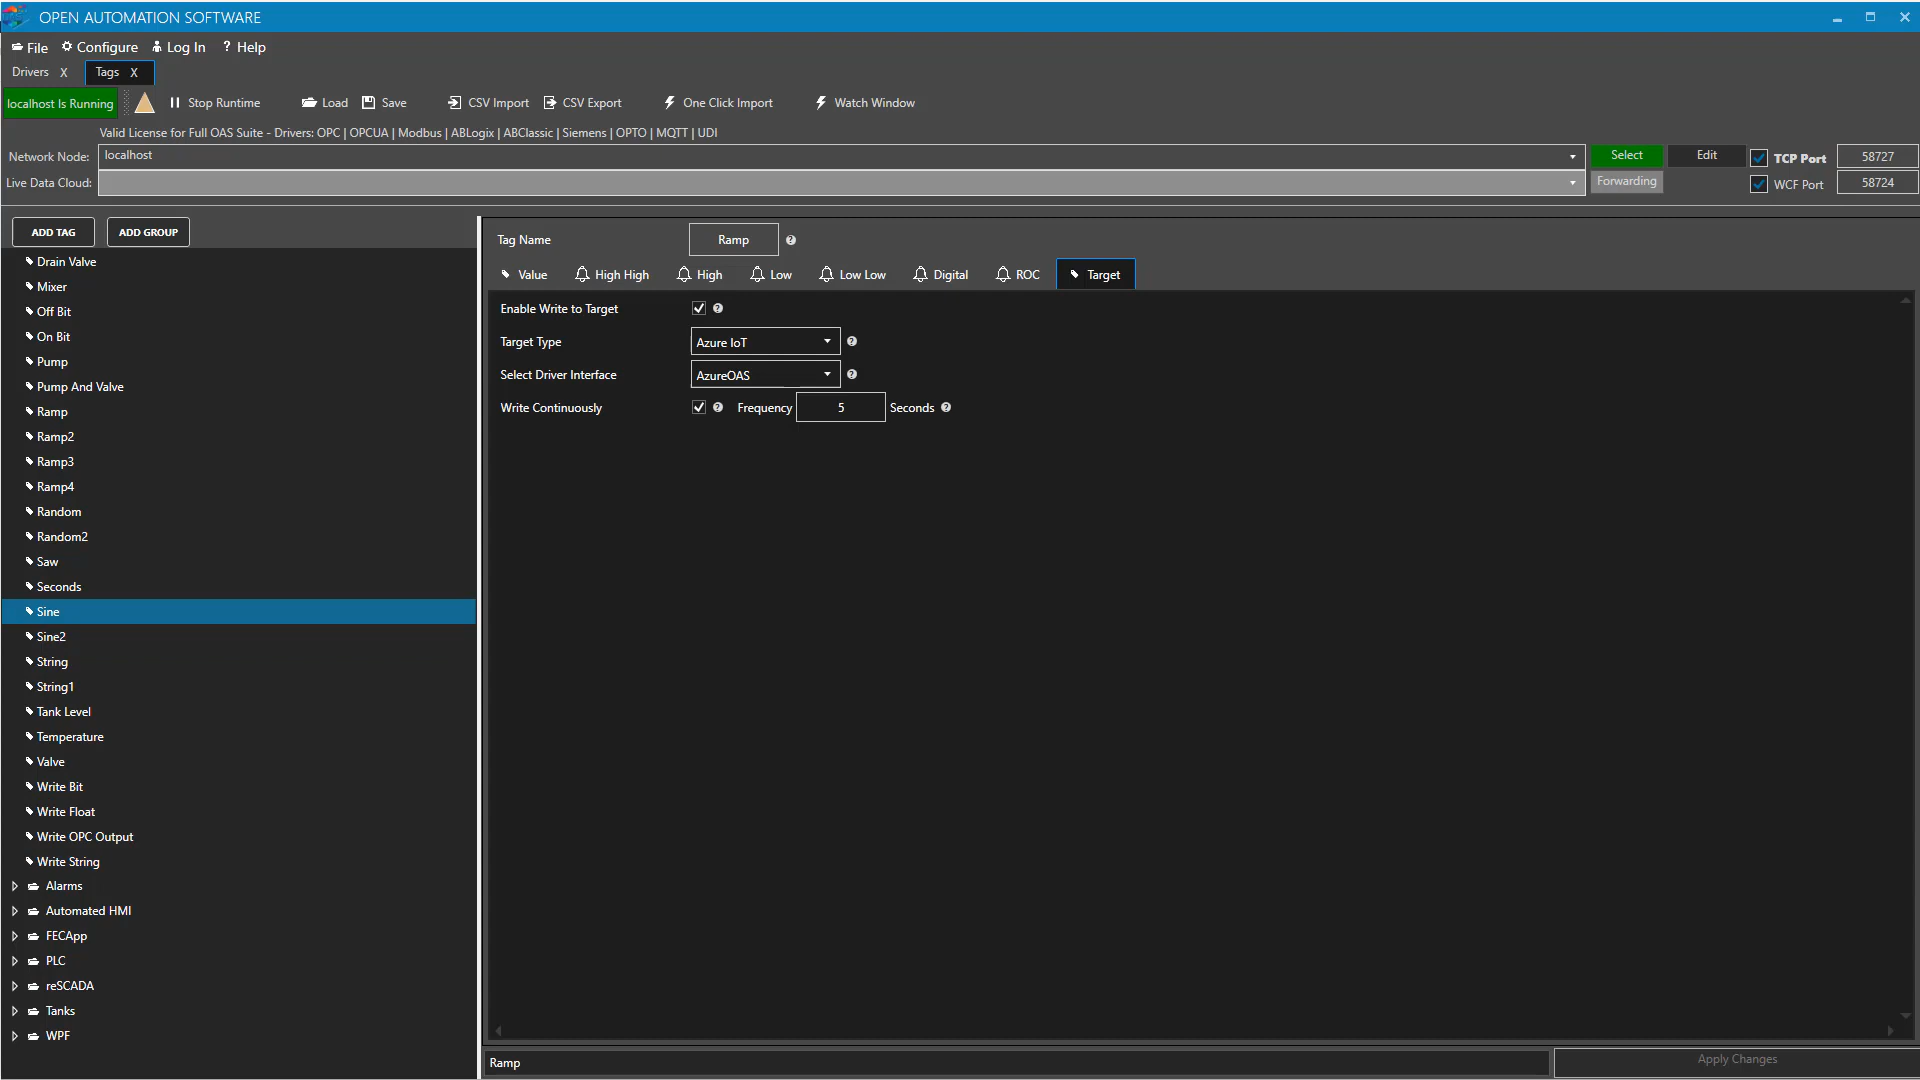 OPEN AUTOMATION SOFTWARE
File Configure Log In ? Help
Drivers X Tags X
localhost Is Running Stop Runtime Load Save CSV Import CSV Export One Click Import Watch Window
Valid License for Full OAS Suite - Drivers: OPC | OPCUA | Modbus | ABLogix | ABClassic | Siemens | OPTO | MQTT | UDI
Network Node: localhost Select Edit TCP Port 58727
Live Data Cloud: Forwarding WCF Port 58724
ADD TAG ADD GROUP
Drain Valve
Mixer
Off Bit
On Bit
Pump
Pump And Valve
Ramp
Ramp2
Ramp3
Ramp4
Random
Random2
Saw
Seconds
Sine
Sine2
String
String1
Tank Level
Temperature
Valve
Write Bit
Write Float
Write OPC Output
Write String
Alarms
Automated HMI
FECApp
PLC
reSCADA
Tanks
WPF
Tag Name Ramp ?
Value High High High Low Low Low Digital ROC Target
Enable Write to Target ?
Target Type Azure IoT ?
Select Driver Interface AzureOAS ?
Write Continuously ? Frequency 5 Seconds ?
Ramp Apply Changes